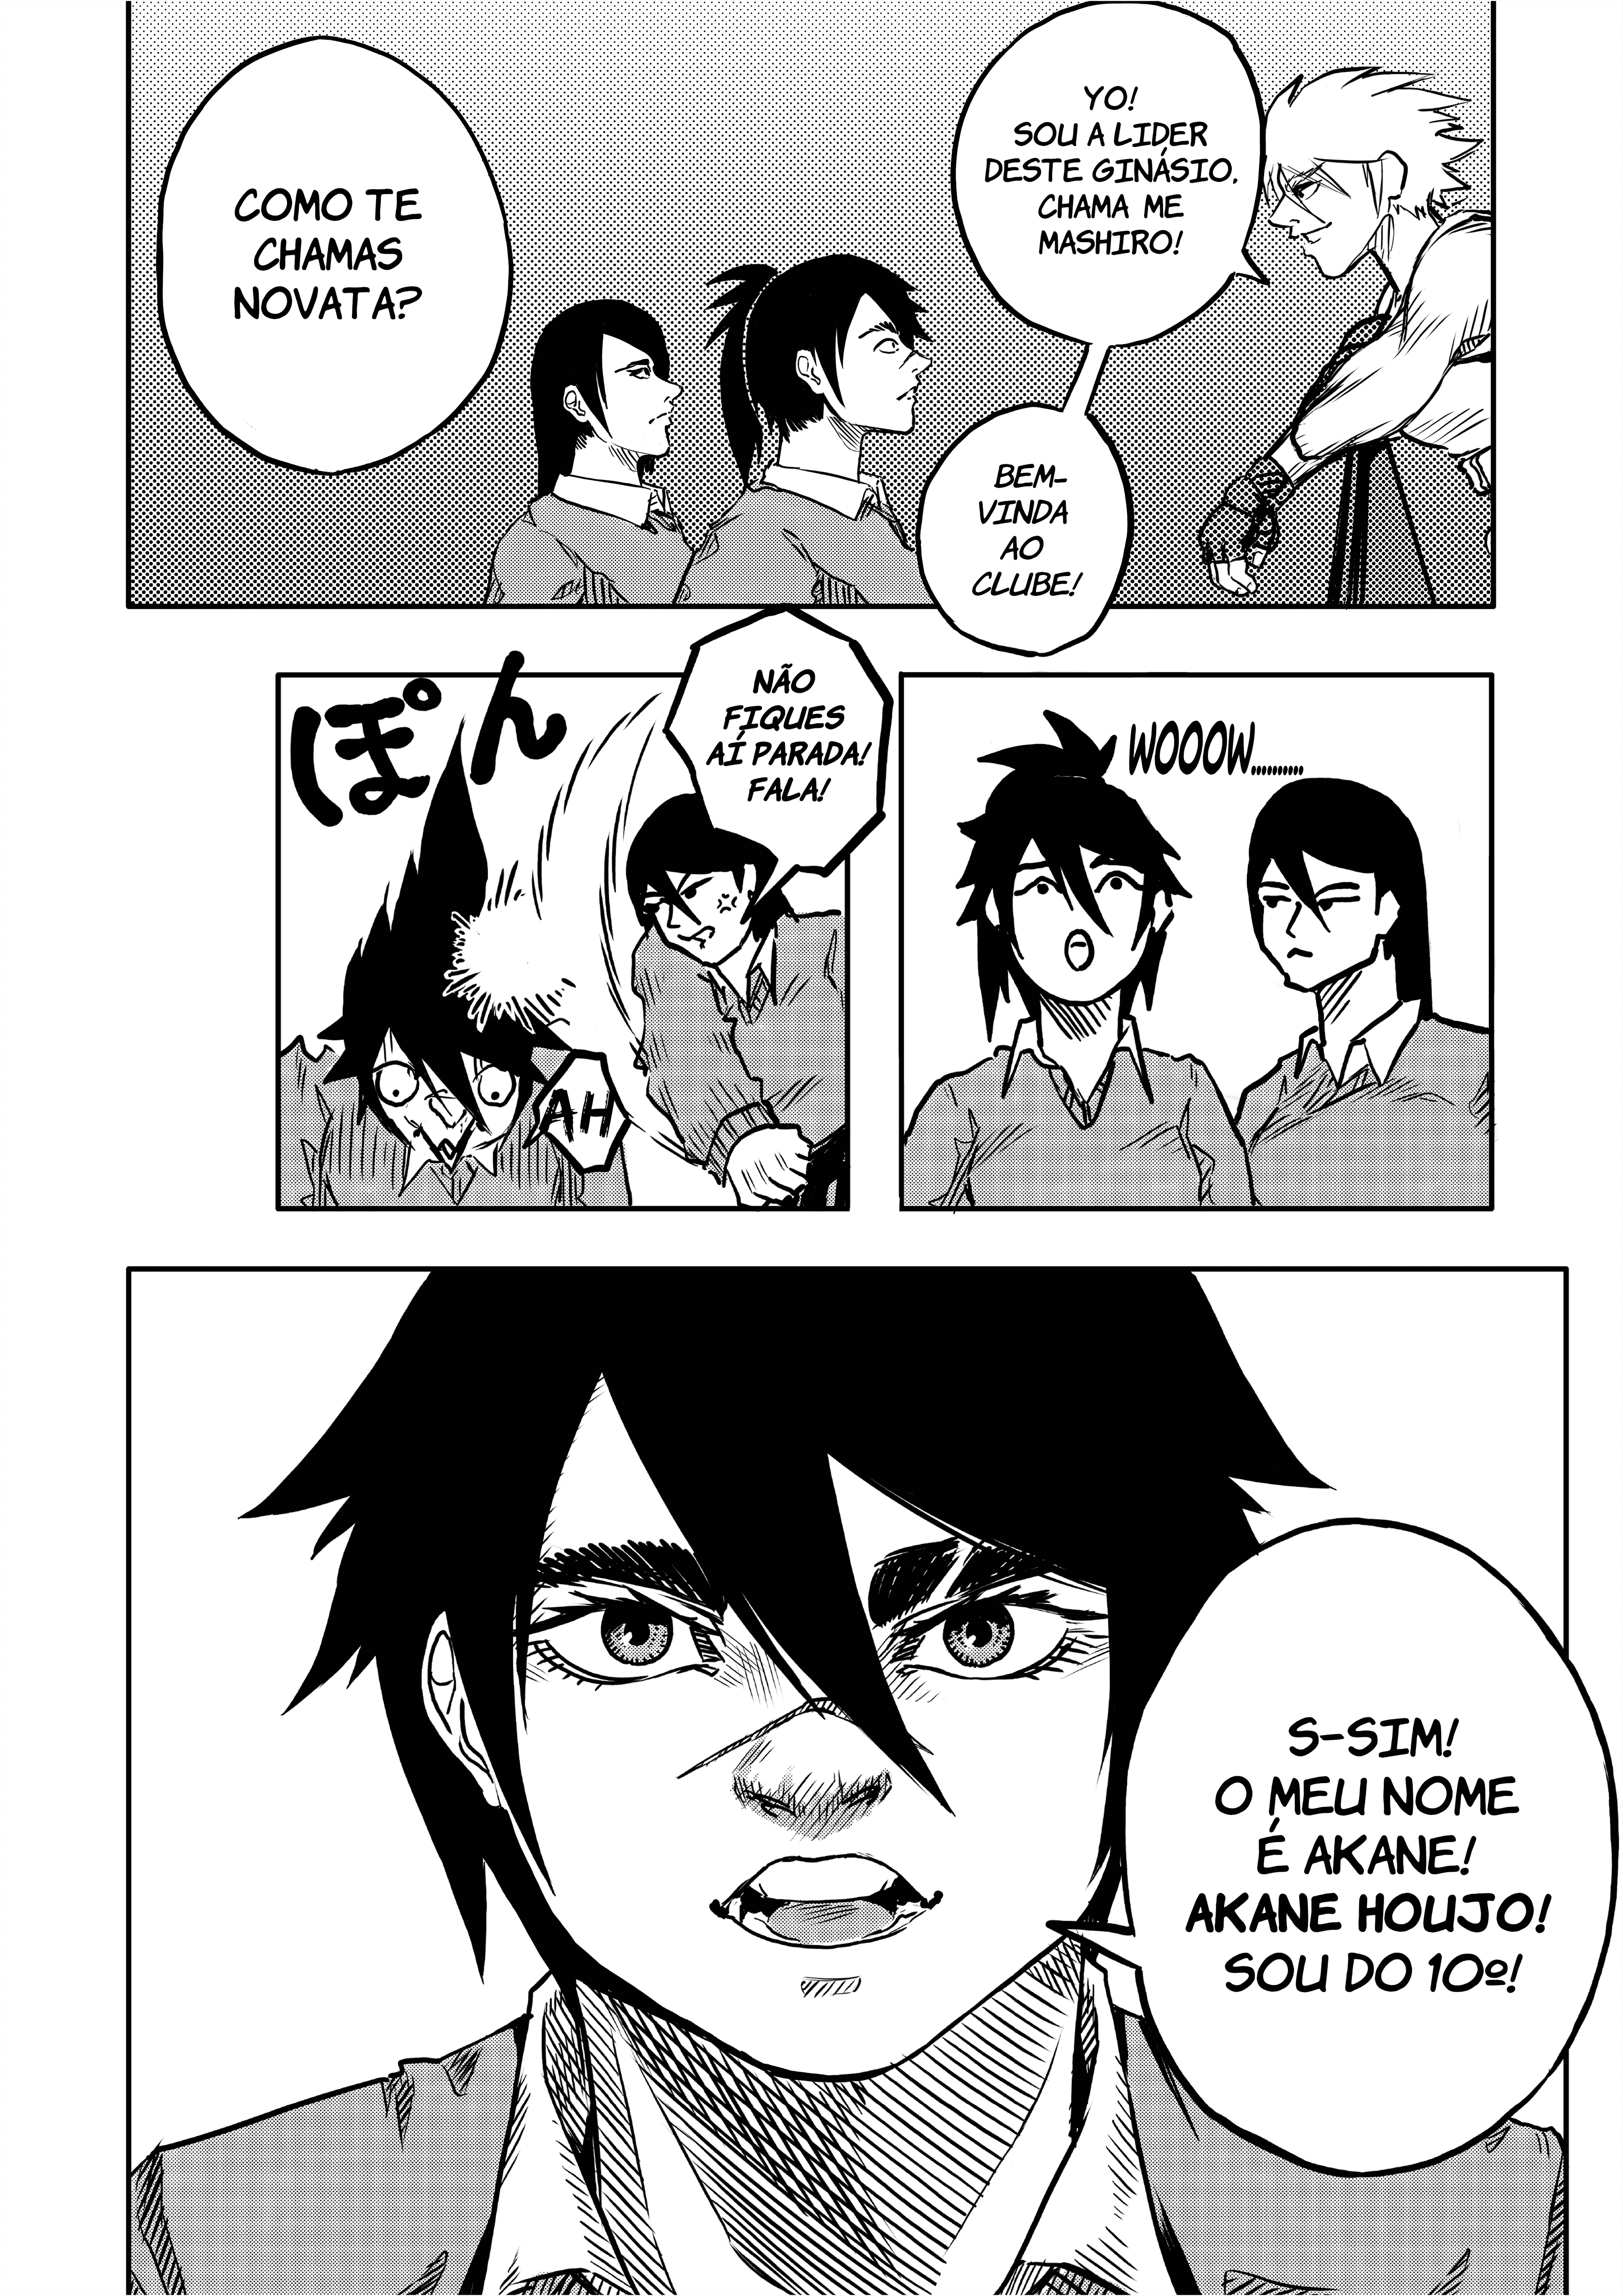 YO!
SOU A LIDER
DESTE GINÁSIO,
CHAMA ME
MASHIRO!
BEM-
VINDA
AO
CLUBE!
COMO TE
CHAMAS
NOVATA?
WOOOW..........
NÃO
FIQUES
AÍ PARADA!
FALA!
ぽん
AH
S-SIM!
O MEU NOME
É AKANE!
AKANE HOUJO!
SOU DO 10º!